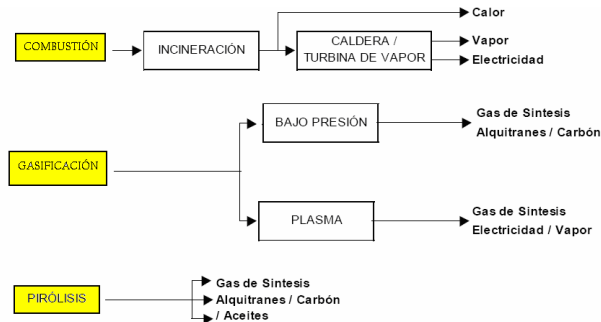 Calor
COMBUSTIÓN
INCINERACIÓN
CALDERA /
TURBINA DE VAPOR
Vapor
Electricidad
GASIFICACIÓN
BAJO PRESIÓN
Gas de Sintesis
Alquitranes / Carbón
PLASMA
Gas de Sintesis
Electricidad / Vapor
PIRÓLISIS
Gas de Sintesis
Alquitranes / Carbón
/ Aceites